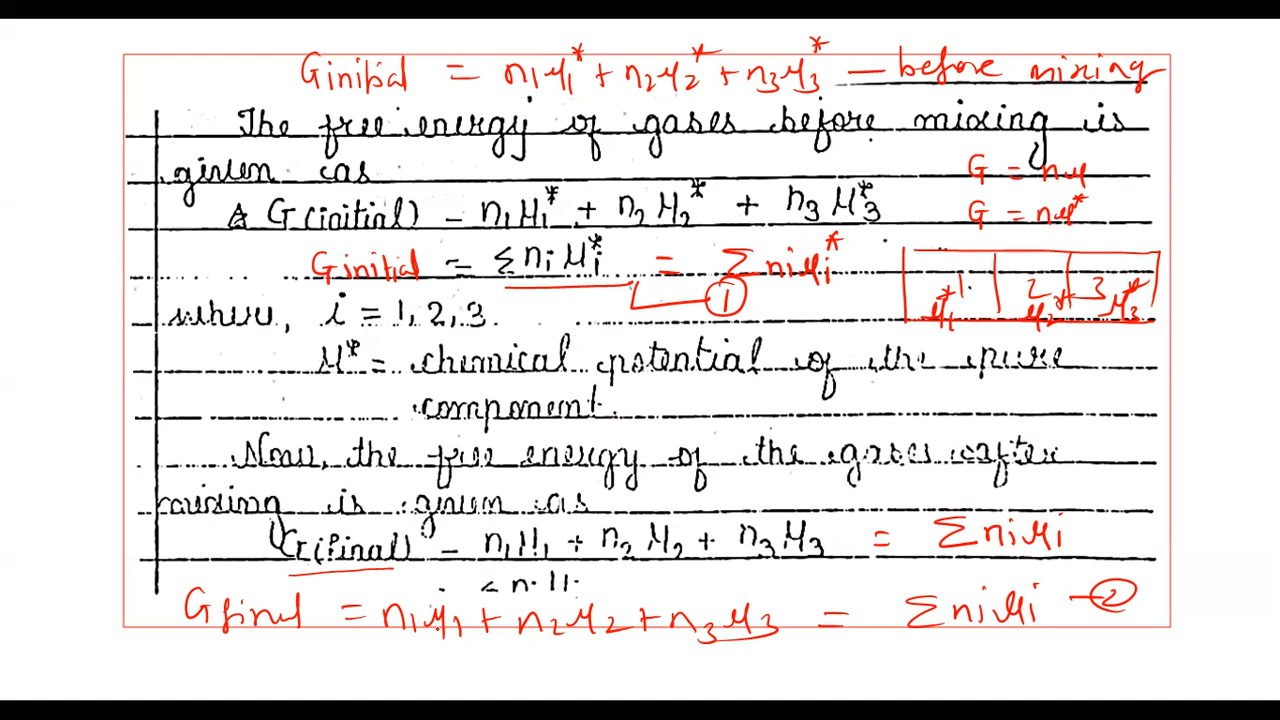 Ginitial = n₁μ₁* + n₂μ₂* + n₃μ₃* — before mixing
The free energy of gases before mixing is
given as
G = nμ
G(initial) = n₁μ₁* + n₂μ₂* + n₃μ₃*
G = nμ*
Ginitial = Σniμi* = Σniμi*
①
1 2 3
μ₁* μ₂* μ₃*
where, i = 1, 2, 3.
μ* = chemical potential of the pure
component.
Now, the free energy of the gases after
mixing is given as
G(final) = n₁μ₁ + n₂μ₂ + n₃μ₃ = Σniμi
Gfinal = n₁μ₁ + n₂μ₂ + n₃μ₃ = Σniμi — ②